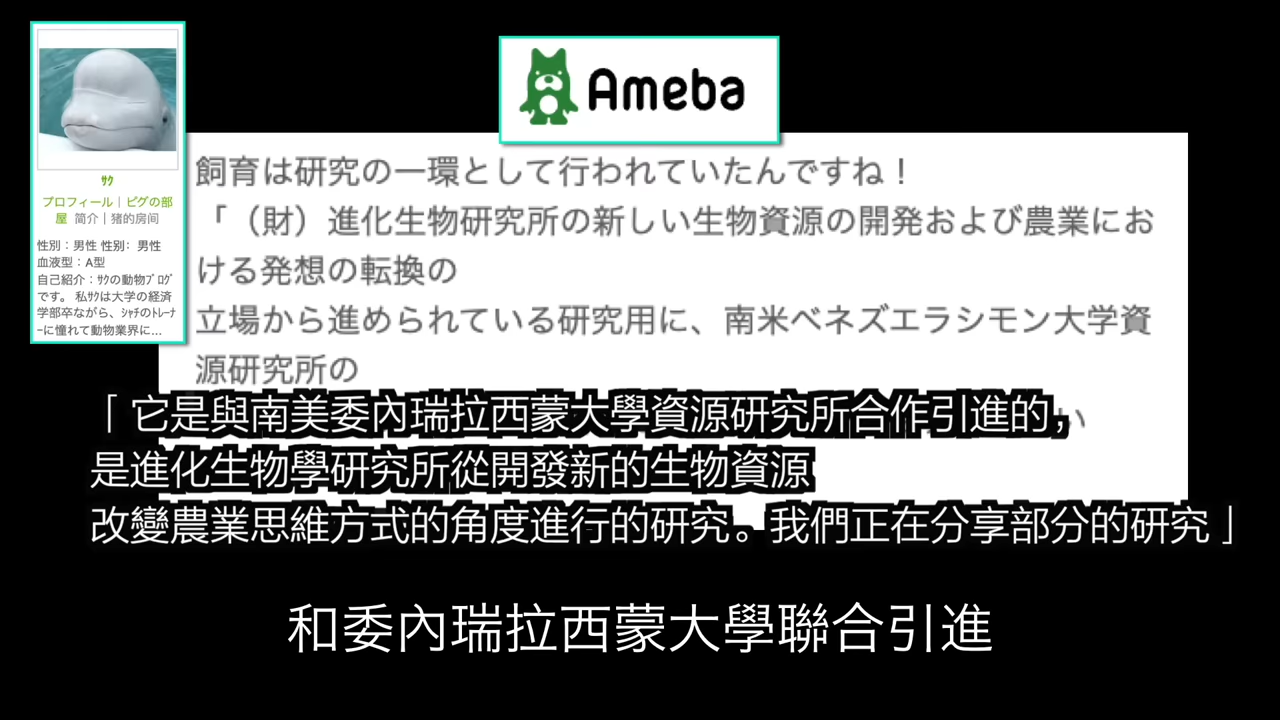 Ameba
サク
プロフィール｜ピグの部
屋 简介｜猪的房间
性別：男性 性别：男性
血液型：A型
自己紹介：ｻｸの動物ﾌﾞﾛｸﾞ
です。 私ｻｸは大学の経済
学部卒ながら、ｼｬﾁのﾄﾚｰﾅ
ｰに憧れて動物業界に...
飼育は研究の一環として行われていたんですね！
「（財）進化生物研究所の新しい生物資源の開発および農業にお
ける発想の転換の
立場から進められている研究用に、南米ベネズエラシモン大学資
源研究所の
「它是與南美委內瑞拉西蒙大學資源研究所合作引進的，
是進化生物學研究所從開發新的生物資源
改變農業思維方式的角度進行的研究。我們正在分享部分的研究」
和委內瑞拉西蒙大學聯合引進